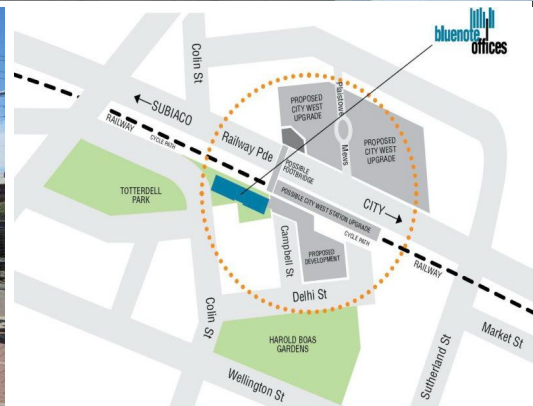 bluenote
offices
Colin St
SUBIACO
RAILWAY
CYCLE PATH
Railway Pde
PROPOSED
CITY WEST
UPGRADE
Plaistowe
Mews
PROPOSED
CITY WEST
UPGRADE
POSSIBLE
FOOTBRIDGE
TOTTERDELL
PARK
CITY
POSSIBLE CITY WEST STATION UPGRADE
CYCLE PATH
RAILWAY
Campbell St
PROPOSED
DEVELOPMENT
Delhi St
Colin St
HAROLD BOAS
GARDENS
Wellington St
Sutherland St
Market St